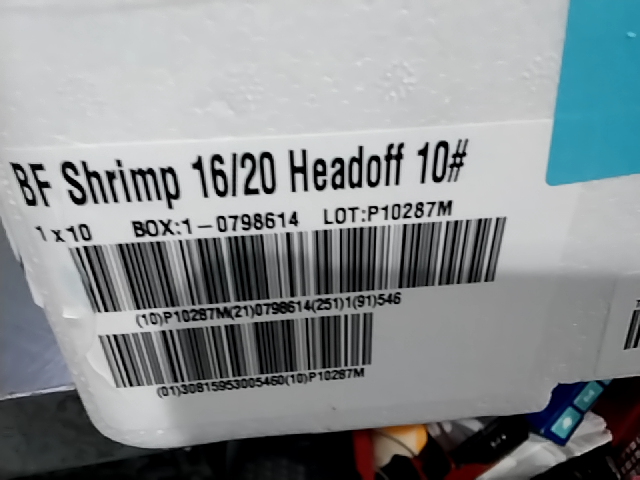 BF Shrimp 16/20 Headoff 10#
1 x 10 BOX:1-0798614 LOT:P10287M
(10)P10287M(21)0798614(251)1(91)546
(01)30815953005460(10)P10287M